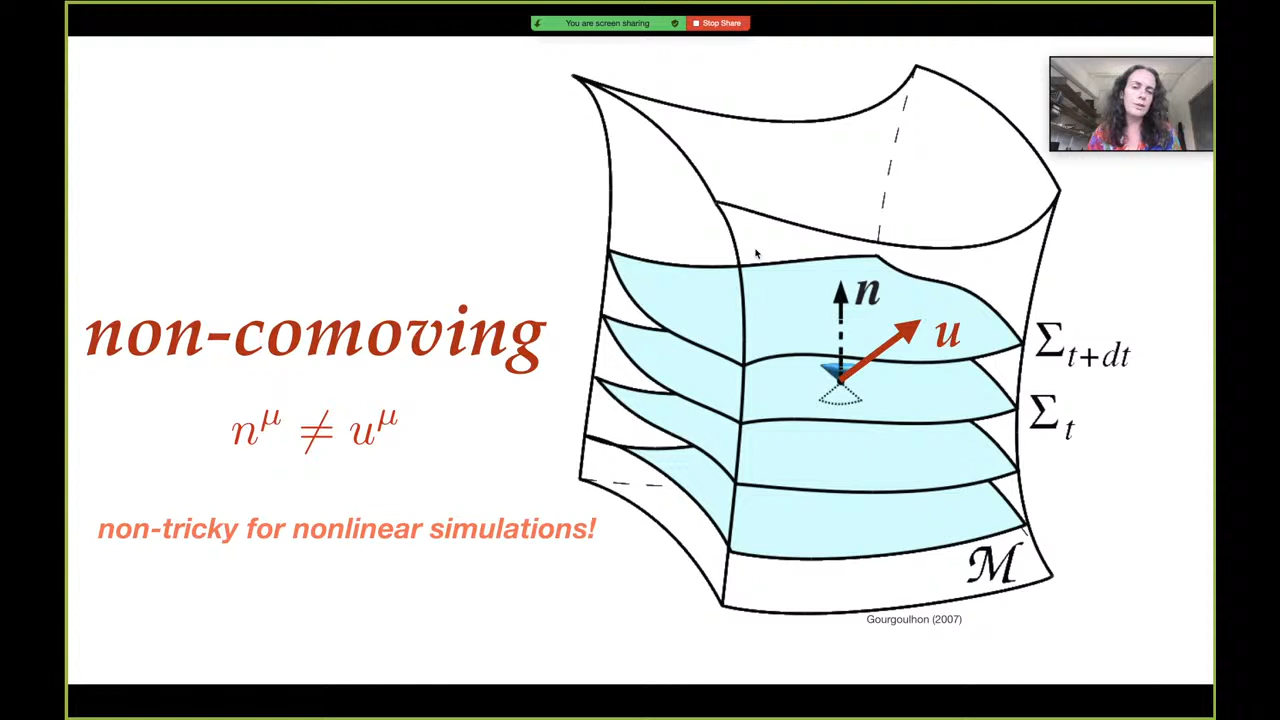 You are screen sharing
Stop Share
non-comoving
n^μ ≠ u^μ
non-tricky for nonlinear simulations!
n
u
Σ_{t+dt}
Σ_t
ℳ
Gourgoulhon (2007)